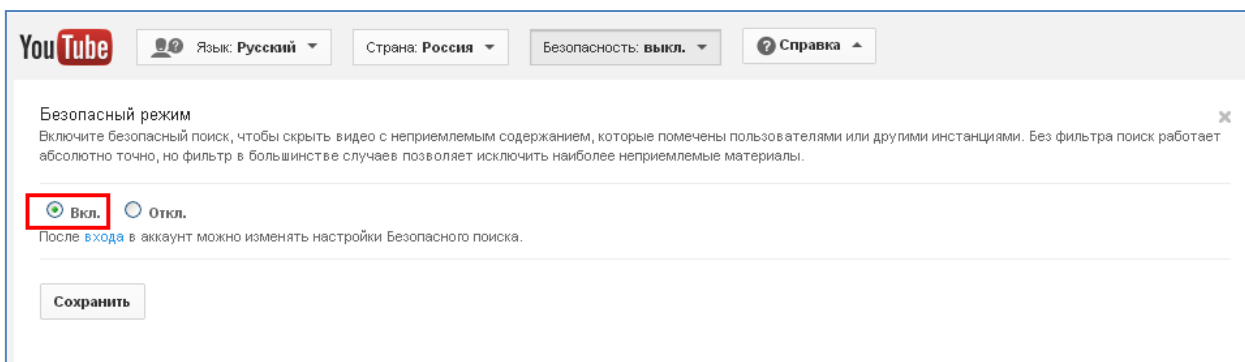 YouTube Язык: Русский Страна: Россия Безопасность: выкл. Справка
Безопасный режим
Включите безопасный поиск, чтобы скрыть видео с неприемлемым содержанием, которые помечены пользователями или другими инстанциями. Без фильтра поиск работает
абсолютно точно, но фильтр в большинстве случаев позволяет исключить наиболее неприемлемые материалы.
Вкл. Откл.
После входа в аккаунт можно изменять настройки Безопасного поиска.
Сохранить